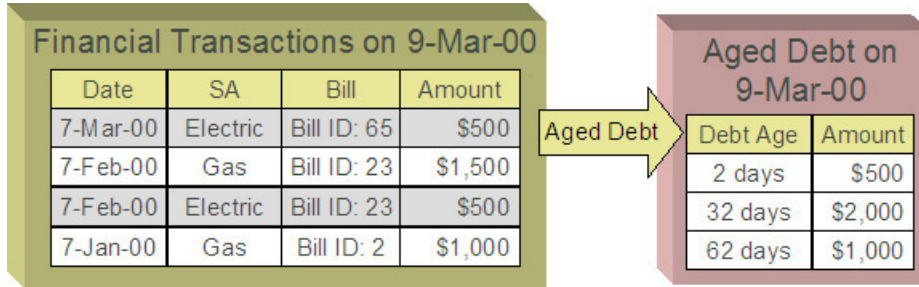 Financial Transactions on 9-Mar-00
Date SA Bill Amount
7-Mar-00 Electric Bill ID: 65 $500
7-Feb-00 Gas Bill ID: 23 $1,500
7-Feb-00 Electric Bill ID: 23 $500
7-Jan-00 Gas Bill ID: 2 $1,000
Aged Debt
Aged Debt on
9-Mar-00
Debt Age Amount
2 days $500
32 days $2,000
62 days $1,000